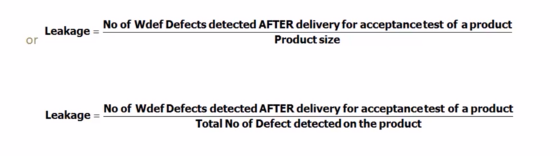 No of Wdef Defects detected AFTER delivery for acceptance test of a product
Leakage =
Product size
or
No of Wdef Defects detected AFTER delivery for acceptance test of a product
Leakage =
Total No of Defect detected on the product